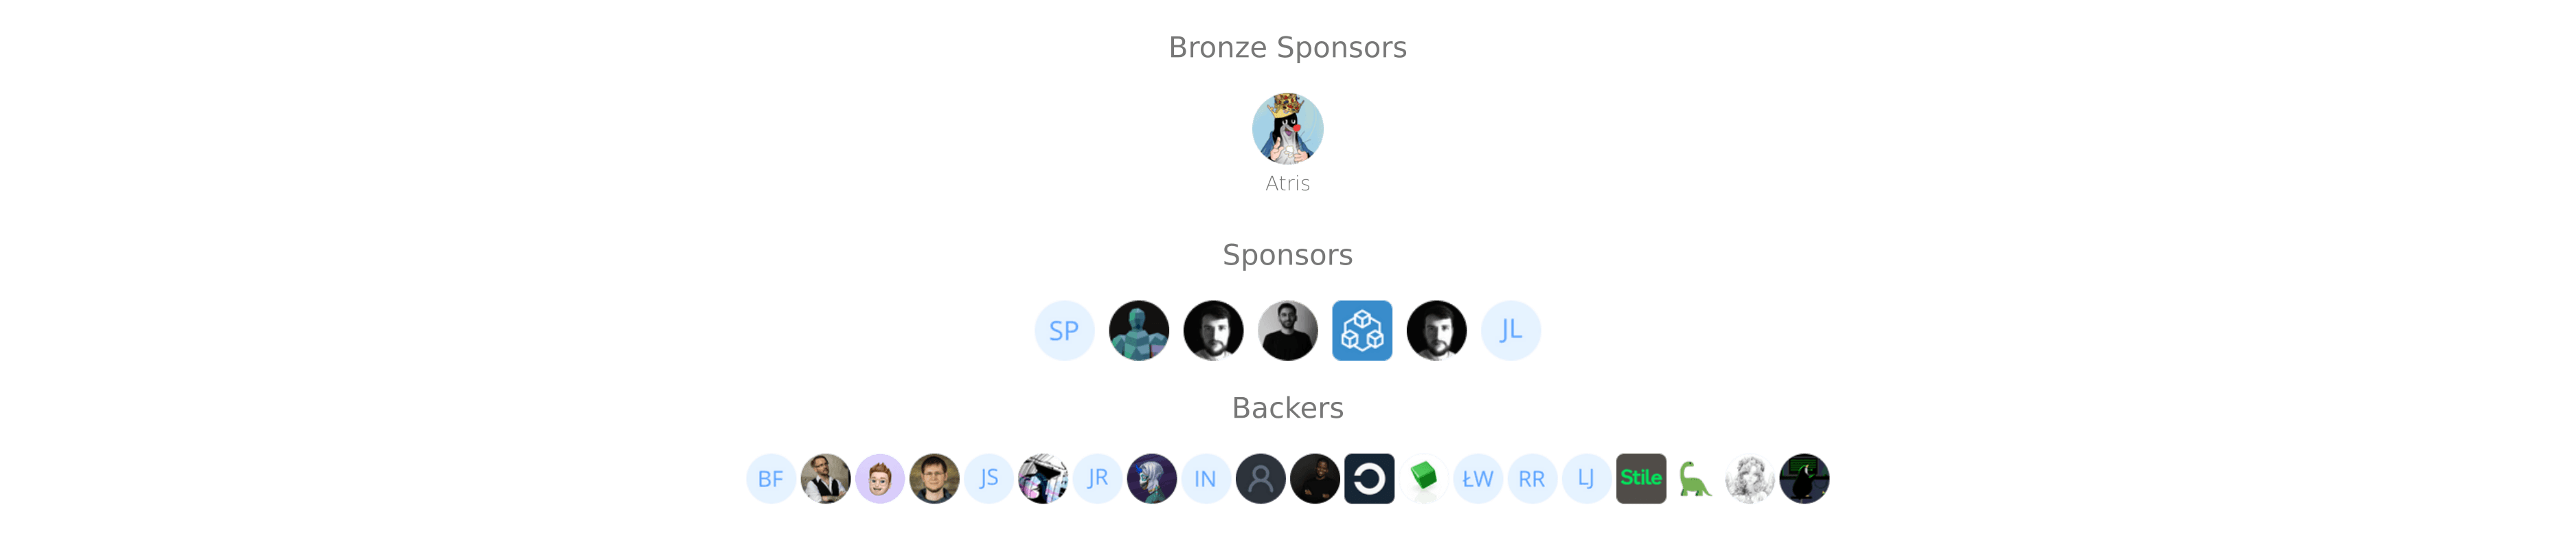 Bronze Sponsors
Atris
Sponsors
SP JL
Backers
BF JS JR IN ŁW RR LJ Stile